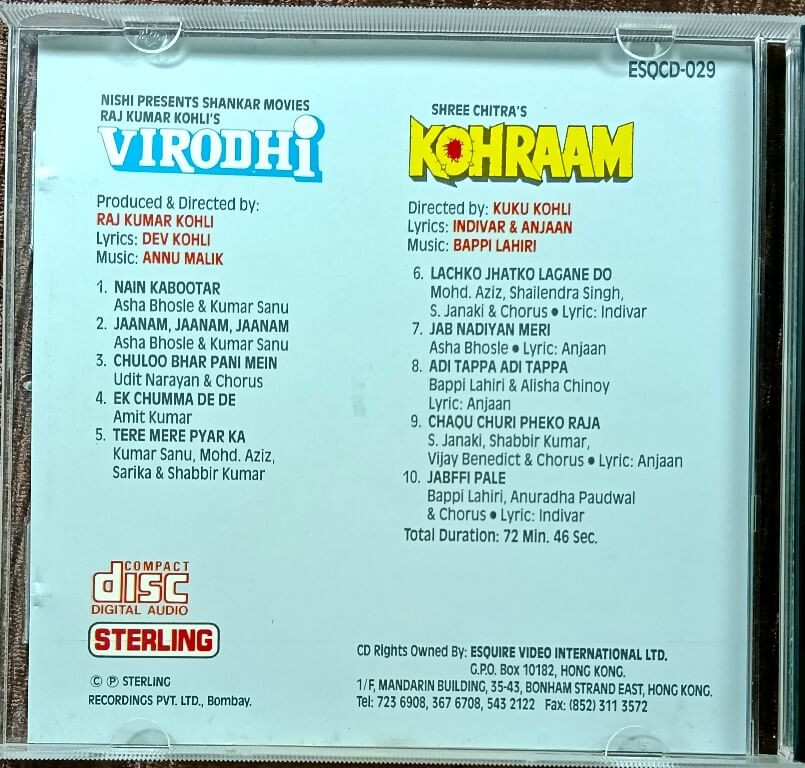 ESQCD-029
NISHI PRESENTS SHANKAR MOVIES
RAJ KUMAR KOHLI'S
VIRODHi
Produced & Directed by:
RAJ KUMAR KOHLI
Lyrics: DEV KOHLI
Music: ANNU MALIK
1. NAIN KABOOTAR
Asha Bhosle & Kumar Sanu
2. JAANAM, JAANAM, JAANAM
Asha Bhosle & Kumar Sanu
3. CHULOO BHAR PANI MEIN
Udit Narayan & Chorus
4. EK CHUMMA DE DE
Amit Kumar
5. TERE MERE PYAR KA
Kumar Sanu, Mohd. Aziz,
Sarika & Shabbir Kumar
SHREE CHITRA'S
KOHRAAM
Directed by: KUKU KOHLI
Lyrics: INDIVAR & ANJAAN
Music: BAPPI LAHIRI
6. LACHKO JHATKO LAGANE DO
Mohd. Aziz, Shailendra Singh,
S. Janaki & Chorus • Lyric: Indivar
7. JAB NADIYAN MERI
Asha Bhosle • Lyric: Anjaan
8. ADI TAPPA ADI TAPPA
Bappi Lahiri & Alisha Chinoy
Lyric: Anjaan
9. CHAQU CHURI PHEKO RAJA
S. Janaki, Shabbir Kumar,
Vijay Benedict & Chorus • Lyric: Anjaan
10. JABFFI PALE
Bappi Lahiri, Anuradha Paudwal
& Chorus • Lyric: Indivar
Total Duration: 72 Min. 46 Sec.
COMPACT
disc
DIGITAL AUDIO
STERLING
© ℗ STERLING
RECORDINGS PVT. LTD., Bombay.
CD Rights Owned By: ESQUIRE VIDEO INTERNATIONAL LTD.
G.P.O. Box 10182, HONG KONG.
1/F, MANDARIN BUILDING, 35-43, BONHAM STRAND EAST, HONG KONG.
Tel: 723 6908, 367 6708, 543 2122 Fax: (852) 311 3572